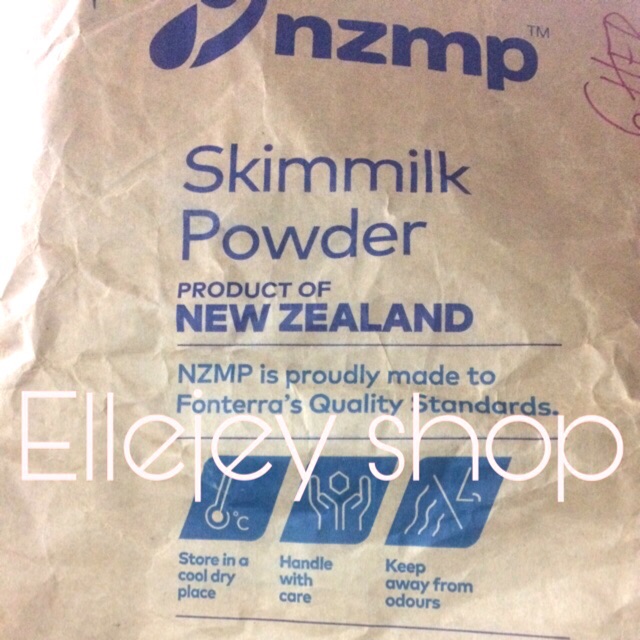 nzmp™
Skimmilk
Powder
PRODUCT OF
NEW ZEALAND
NZMP is proudly made to
Fonterra's Quality Standards.
Ellejey shop
°C
Store in a
cool dry
place
Handle
with
care
Keep
away from
odours